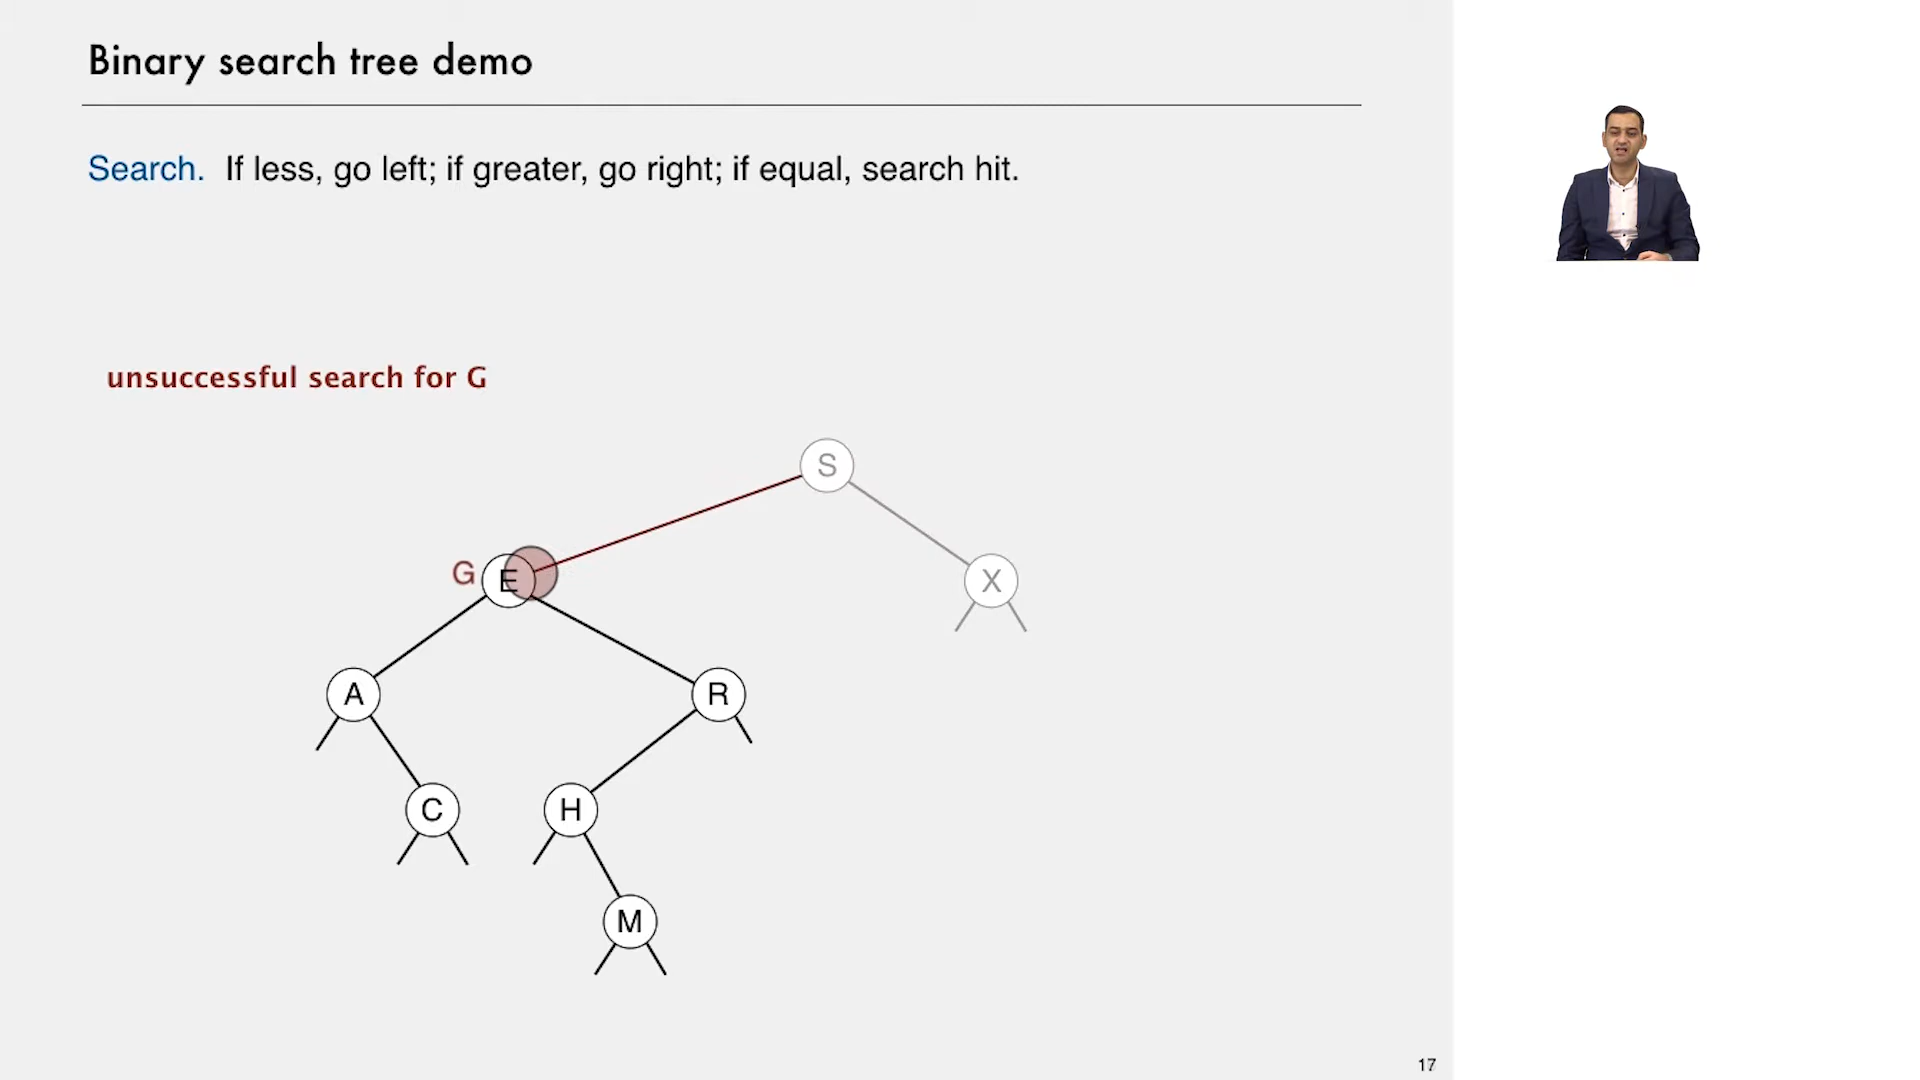 Binary search tree demo
Search. If less, go left; if greater, go right; if equal, search hit.
unsuccessful search for G
S
G E X
A R
C H
M
17